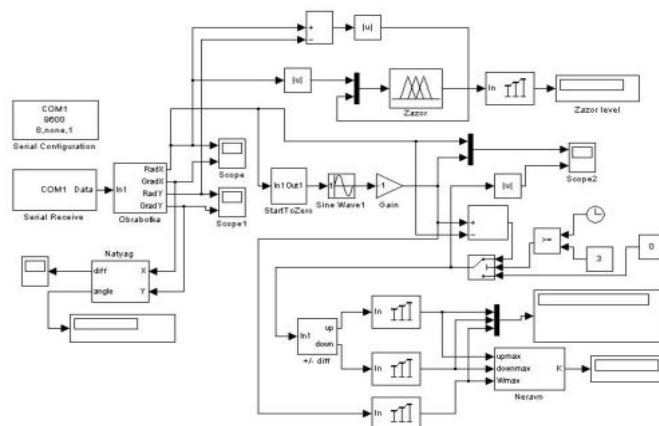 +
−
|u|
|u|
Zazor
In
Zazor level
COM1
9600
8,none,1
Serial Configuration
COM1 Data
Serial Receive
In1
RadX
GradX
RadY
GradY
Obrabotka
Scope
Scope1
In1 Out1
StartToZero
Sine Wave1
-1
Gain
|u|
Scope2
+
−
>=
3
0
Natyag
diff
angle
X
Y
In1
up
down
+/- diff
In
In
In
upmax
downmax
Wmax
K
Neravn